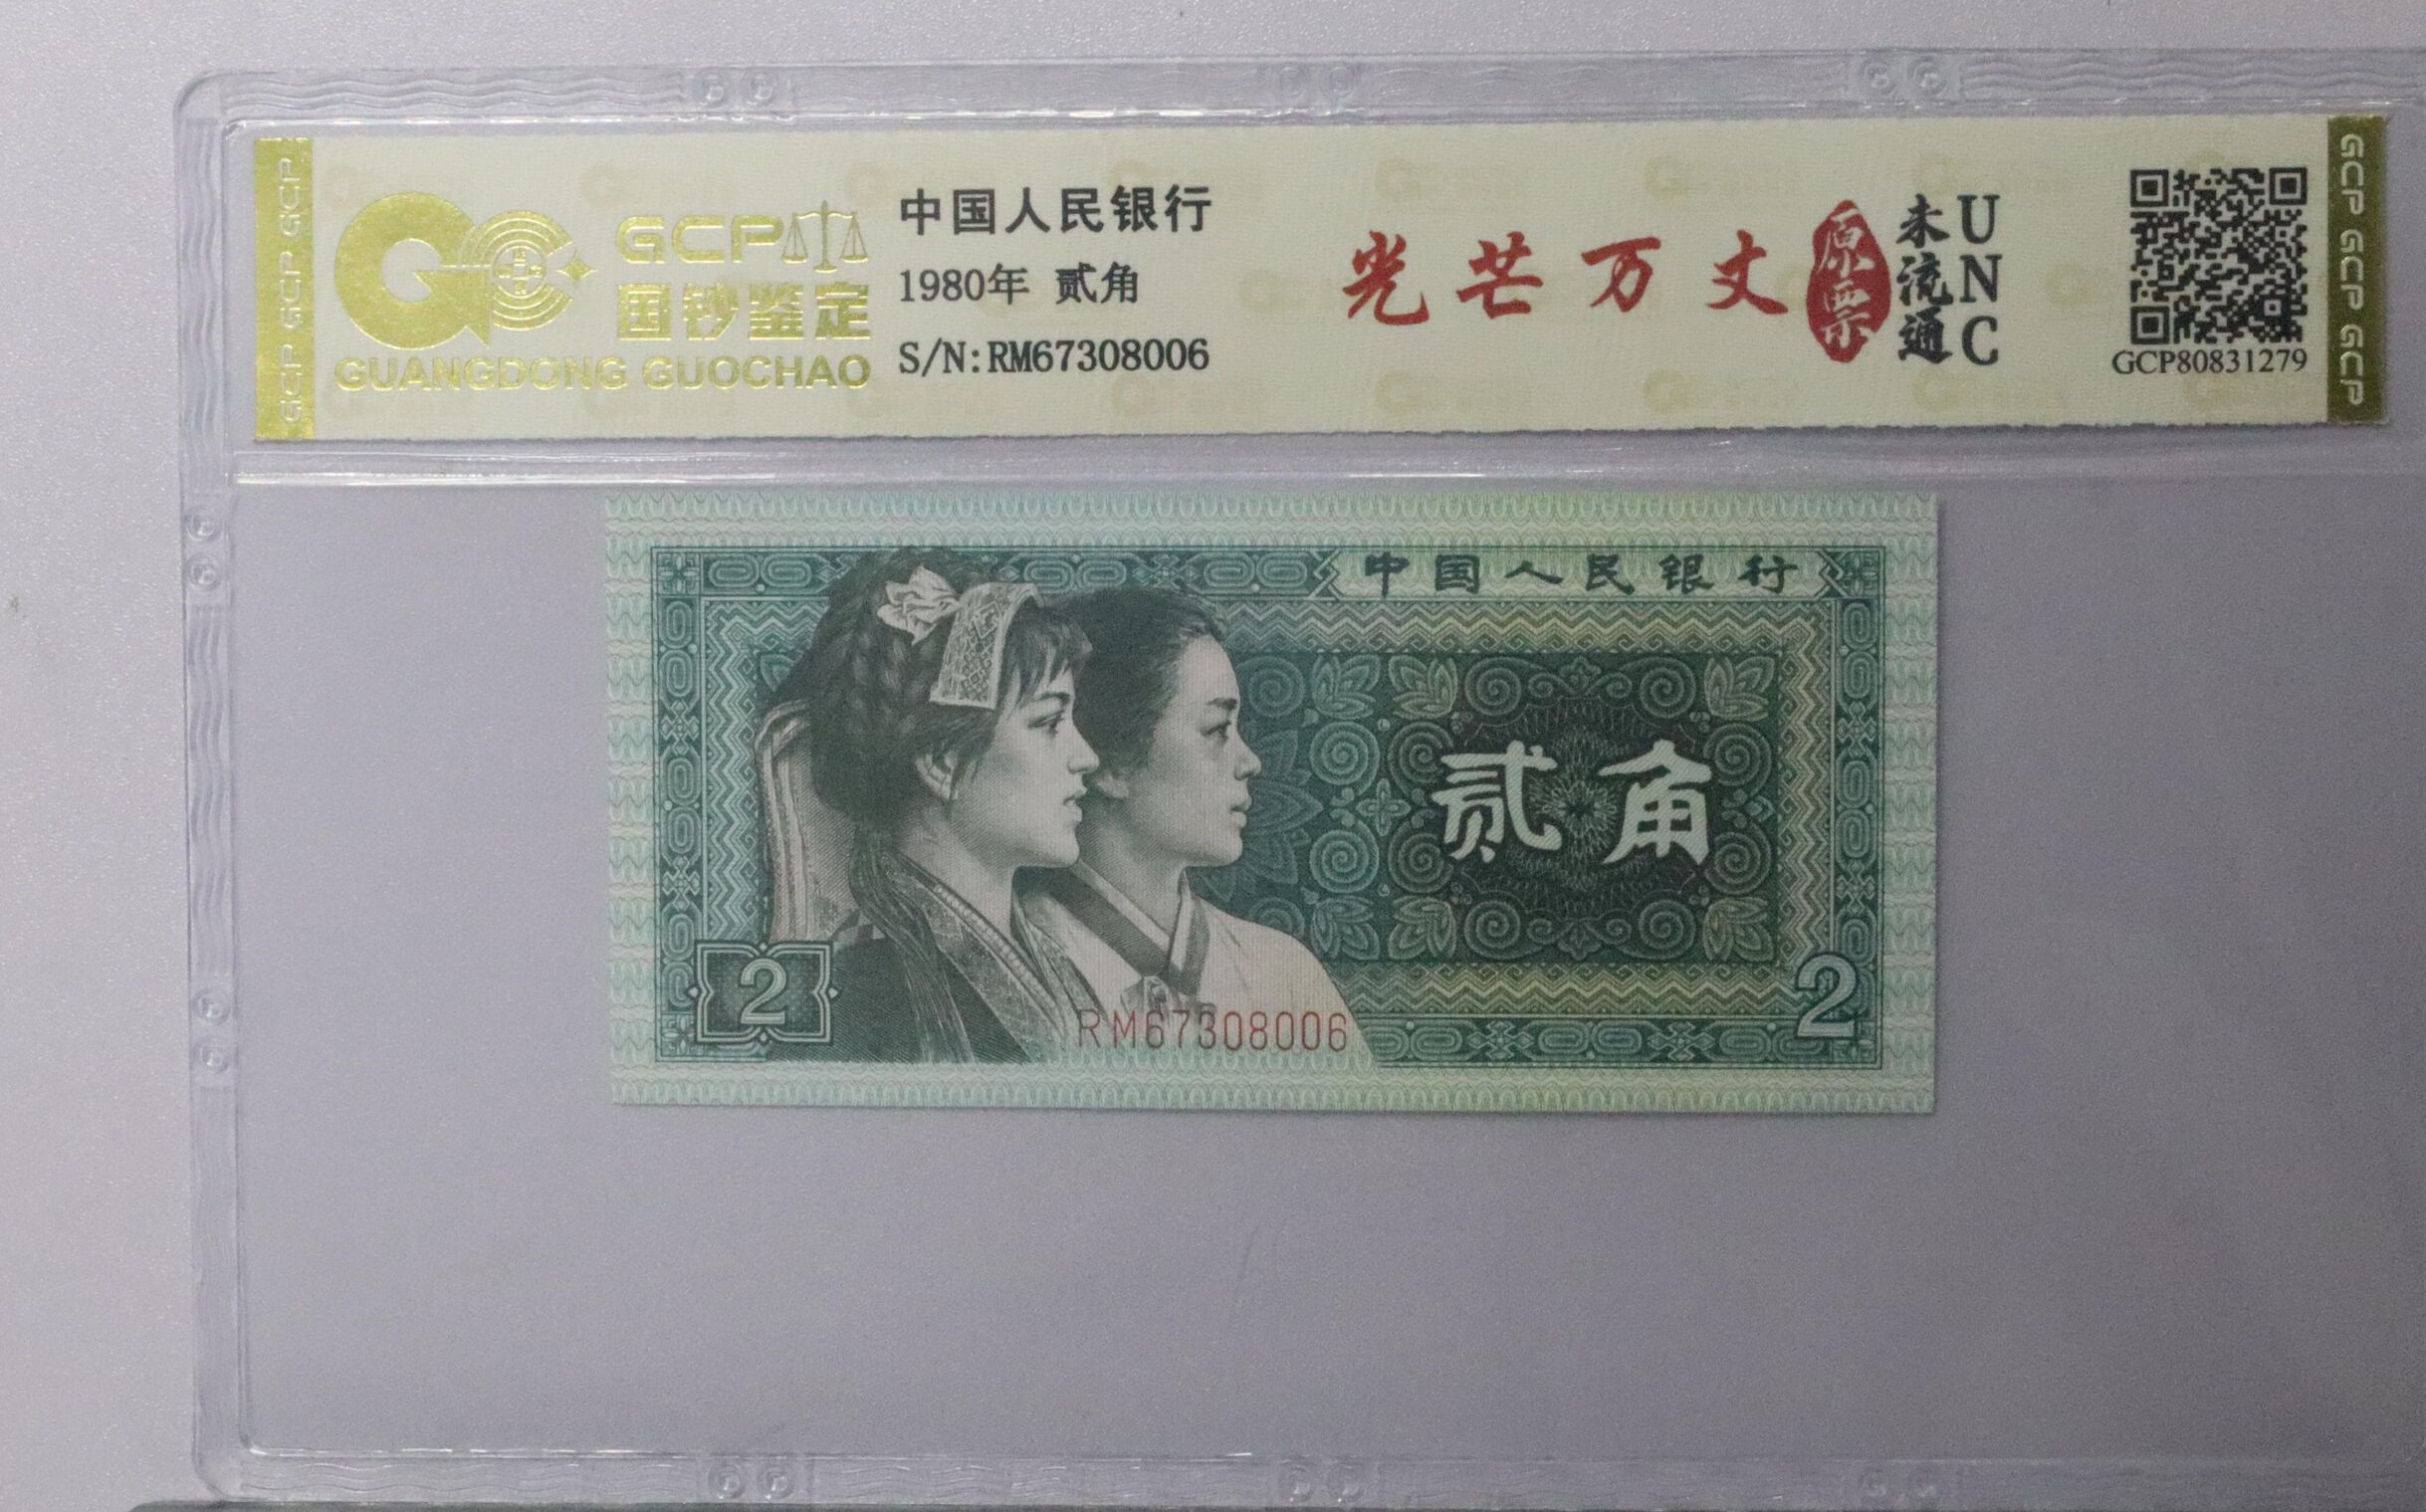 GCP GCP GCP
GCP
国钞鉴定
GUANGDONG GUOCHAO
中国人民银行
1980年 贰角
S/N:RM67308006
光芒万丈
原票
未流通
UNC
GCP80831279
GCP GCP GCP
中国人民银行
贰角
2
2
RM67308006